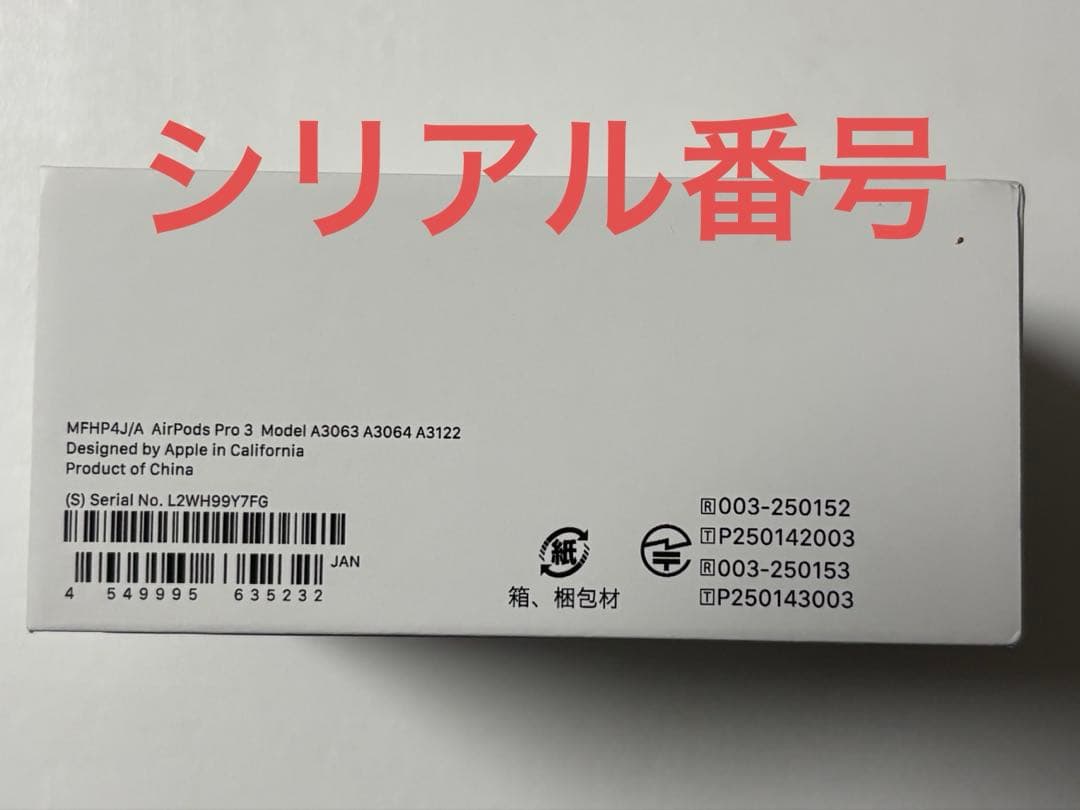 シリアル番号
MFHP4J/A AirPods Pro 3 Model A3063 A3064 A3122
Designed by Apple in California
Product of China
(S) Serial No. L2WH99Y7FG
JAN
4 549995 635232
紙
箱、梱包材
🅁003-250152
🅃P250142003
🅁003-250153
🅃P250143003